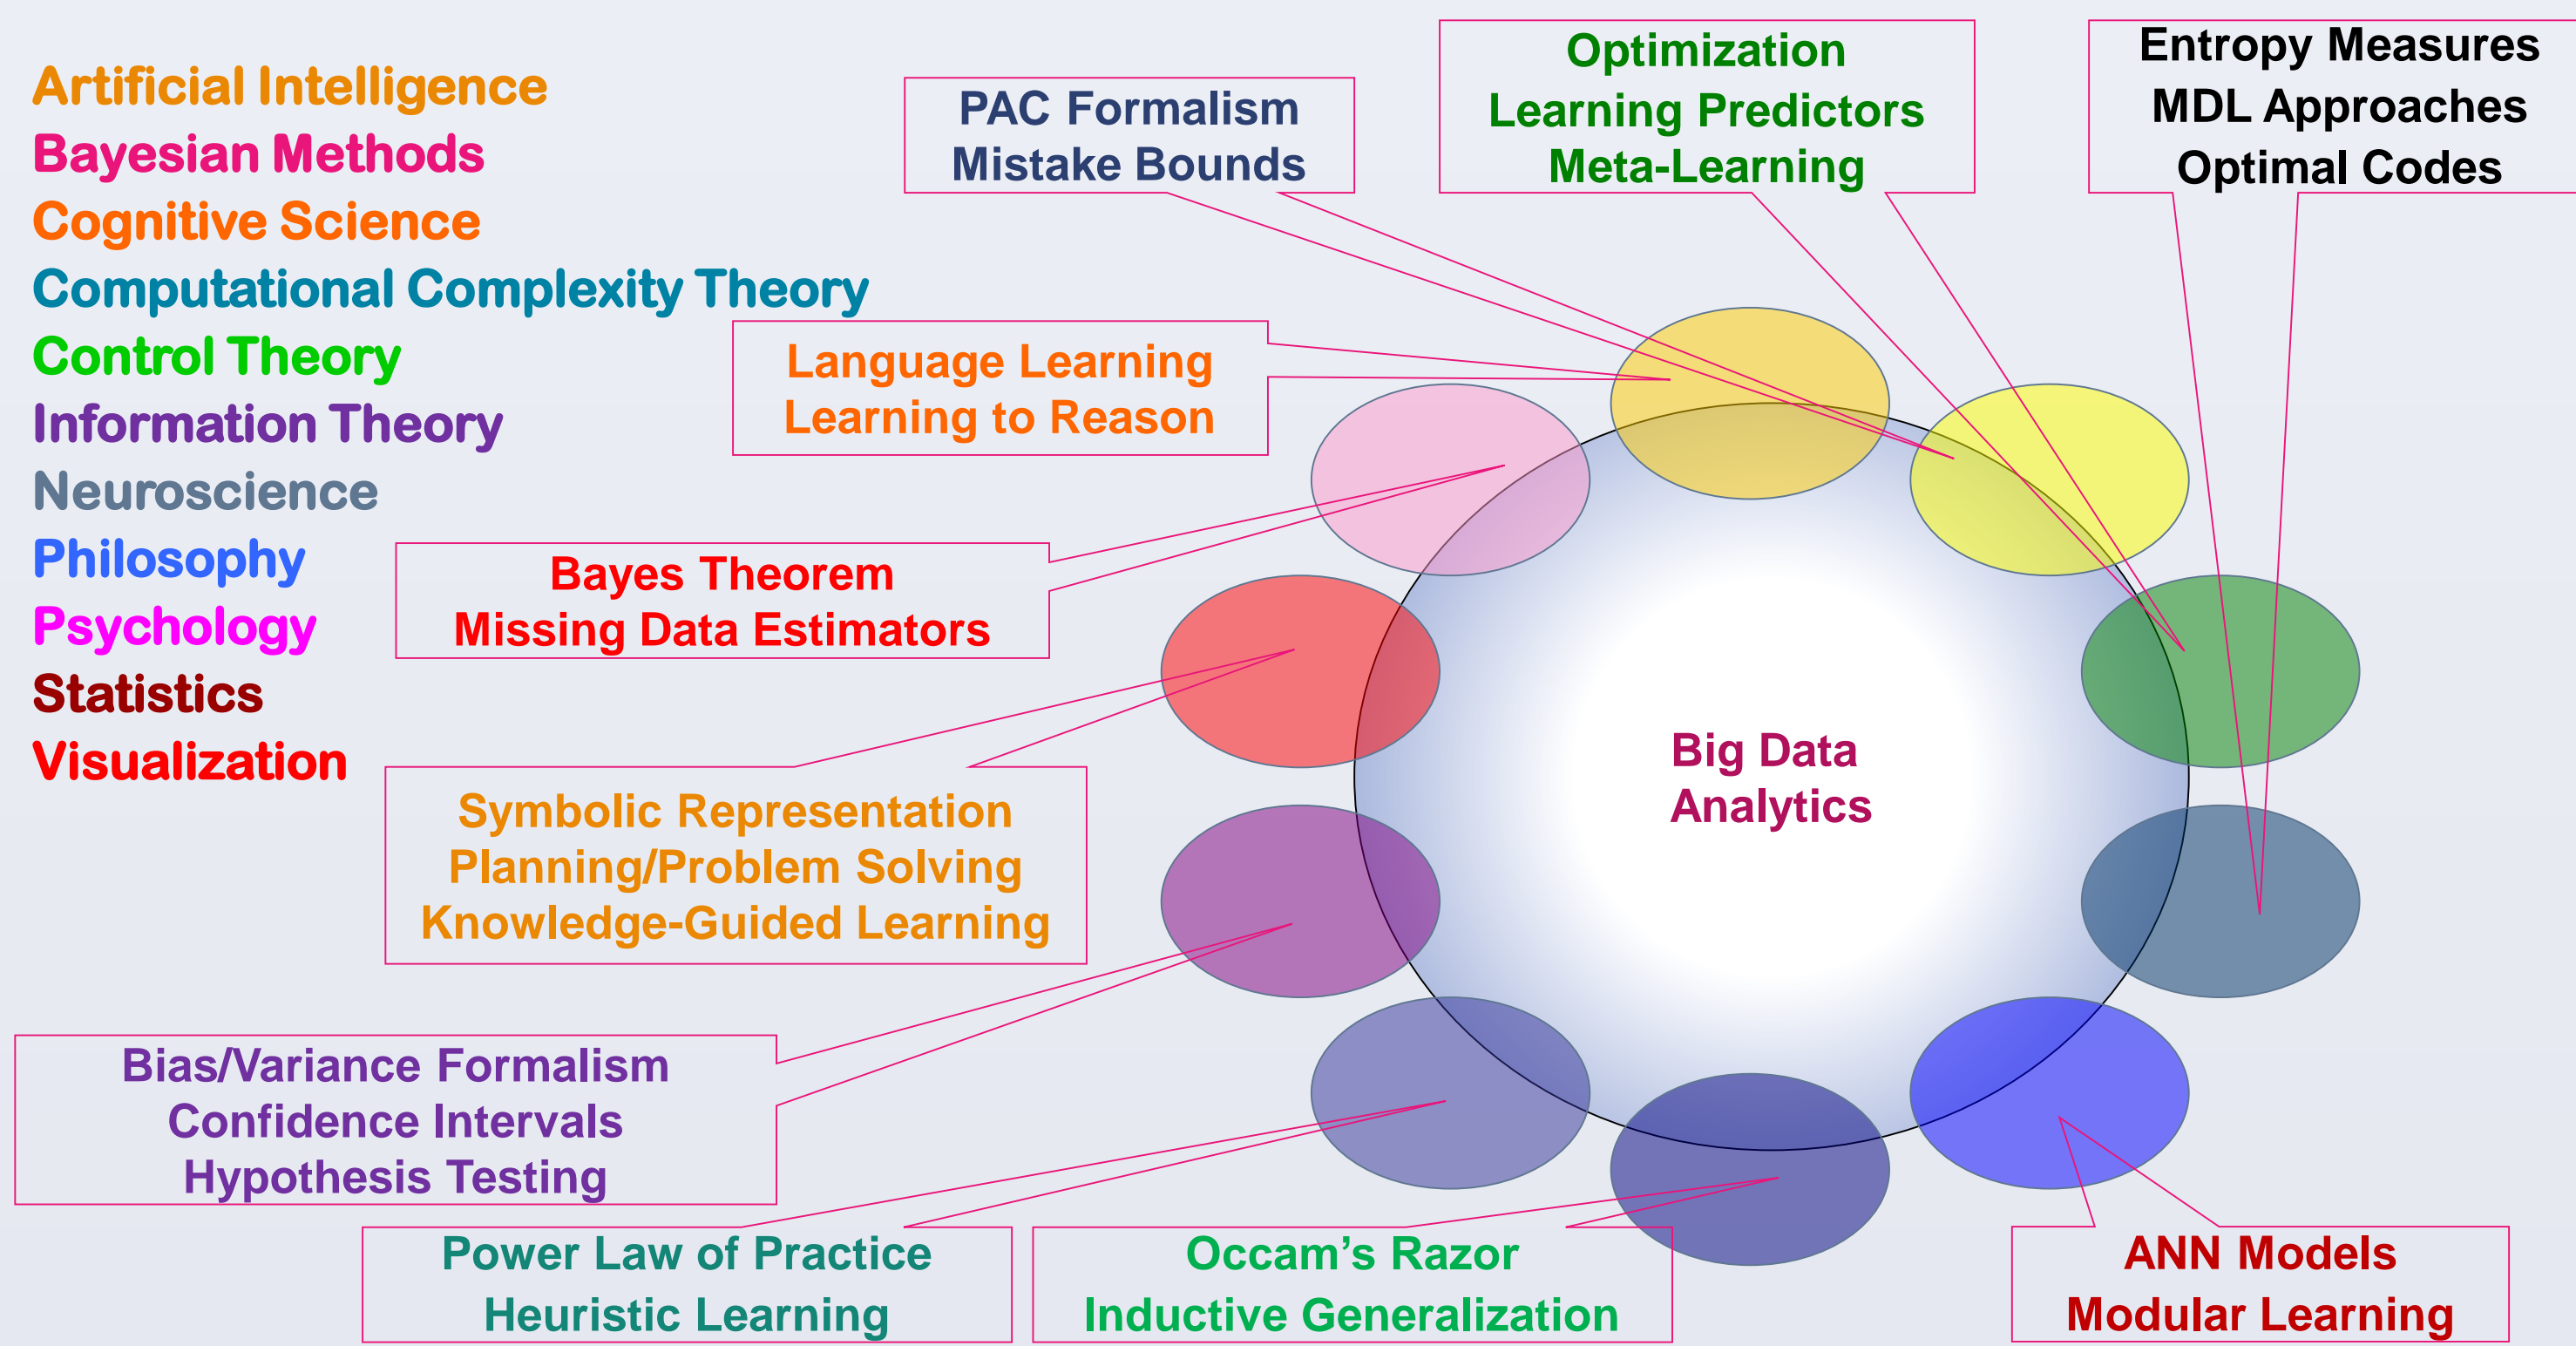 Artificial Intelligence
Bayesian Methods
Cognitive Science
Computational Complexity Theory
Control Theory
Information Theory
Neuroscience
Philosophy
Psychology
Statistics
Visualization
PAC Formalism
Mistake Bounds
Optimization
Learning Predictors
Meta-Learning
Entropy Measures
MDL Approaches
Optimal Codes
Language Learning
Learning to Reason
Bayes Theorem
Missing Data Estimators
Symbolic Representation
Planning/Problem Solving
Knowledge-Guided Learning
Big Data
Analytics
Bias/Variance Formalism
Confidence Intervals
Hypothesis Testing
Power Law of Practice
Heuristic Learning
Occam’s Razor
Inductive Generalization
ANN Models
Modular Learning